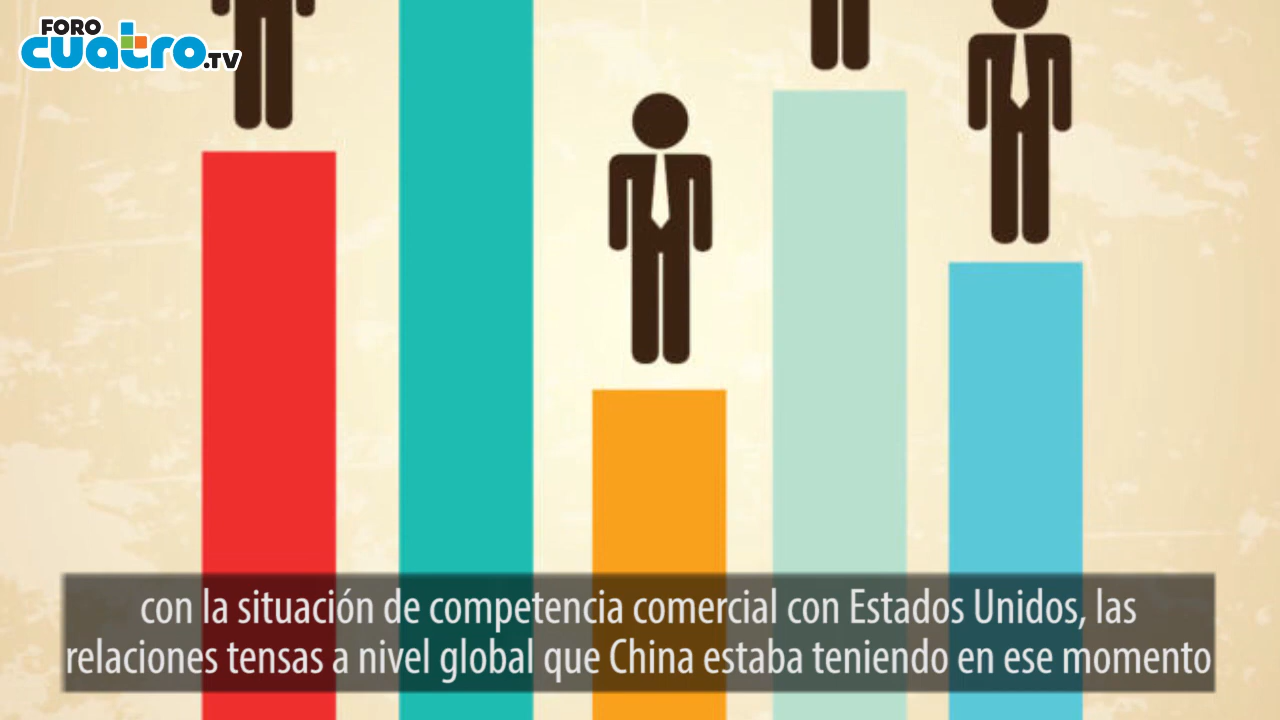 FORO
cuatro.TV
con la situación de competencia comercial con Estados Unidos, las
relaciones tensas a nivel global que China estaba teniendo en ese momento